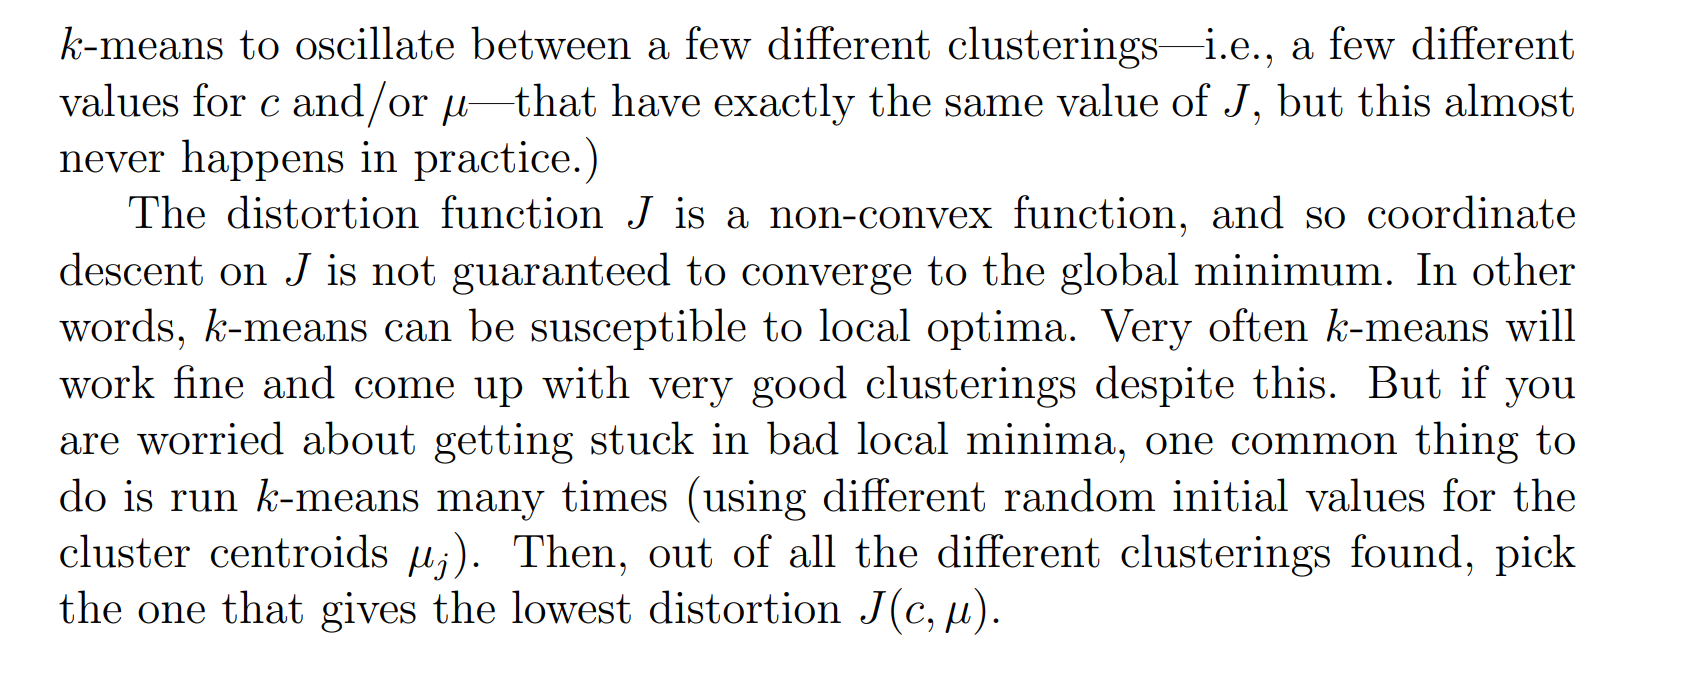 k-means to oscillate between a few different clusterings—i.e., a few different
values for c and/or μ—that have exactly the same value of J, but this almost
never happens in practice.)
The distortion function J is a non-convex function, and so coordinate
descent on J is not guaranteed to converge to the global minimum. In other
words, k-means can be susceptible to local optima. Very often k-means will
work fine and come up with very good clusterings despite this. But if you
are worried about getting stuck in bad local minima, one common thing to
do is run k-means many times (using different random initial values for the
cluster centroids μⱼ). Then, out of all the different clusterings found, pick
the one that gives the lowest distortion J(c, μ).